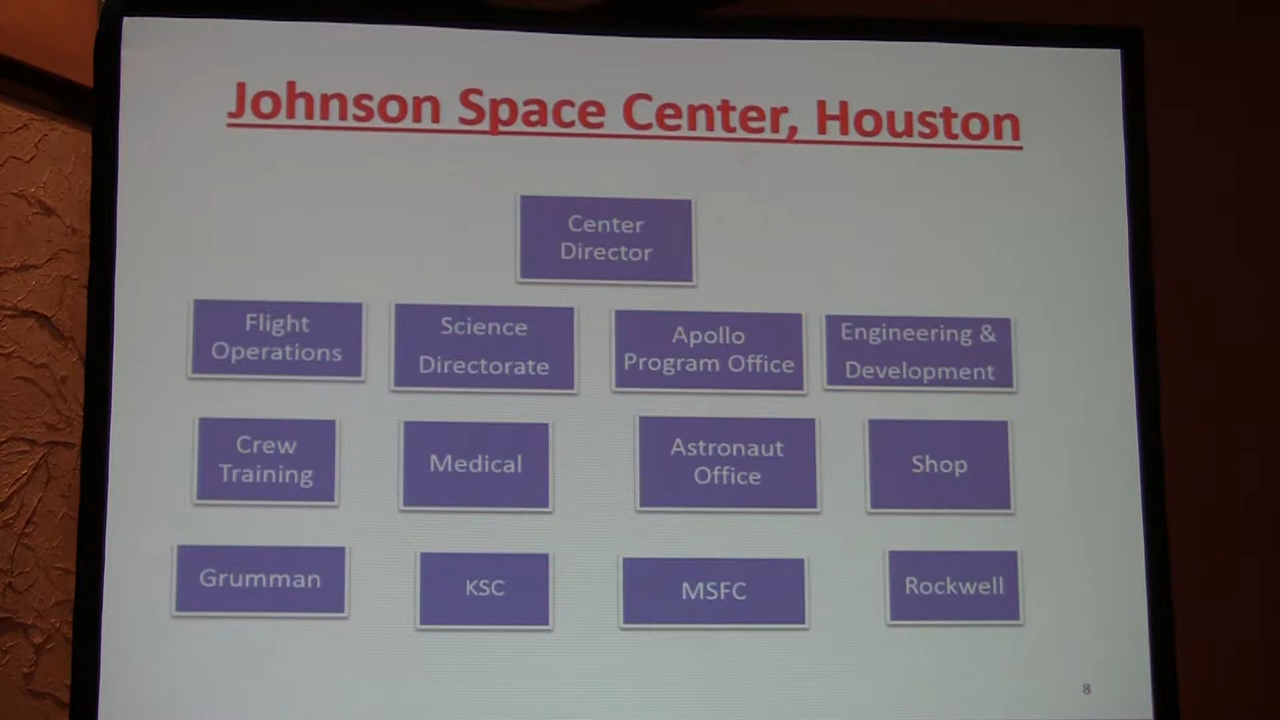 Johnson Space Center, Houston
Center
Director
Flight
Operations
Science
Directorate
Apollo
Program Office
Engineering &
Development
Crew
Training
Medical
Astronaut
Office
Shop
Grumman
KSC
MSFC
Rockwell
8